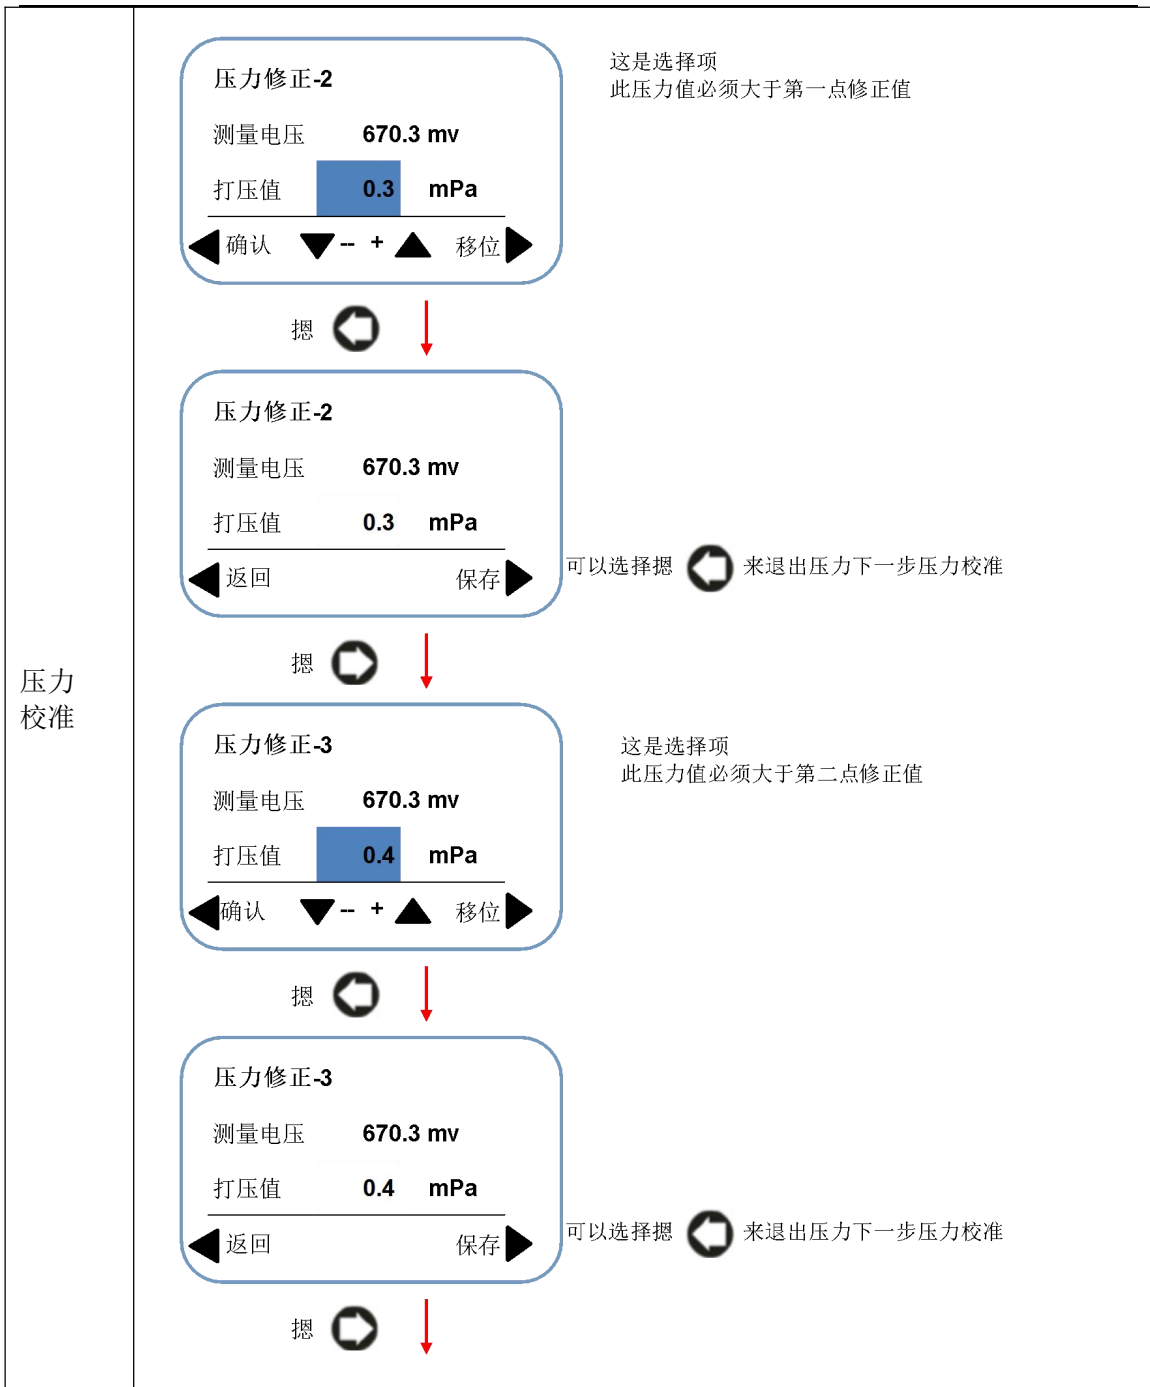 压力
校准
压力修正-2
测量电压 670.3 mv
打压值 0.3 mPa
确认 -- + 移位
这是选择项
此压力值必须大于第一点修正值
摁
压力修正-2
测量电压 670.3 mv
打压值 0.3 mPa
返回 保存
可以选择摁 来退出压力下一步压力校准
摁
压力修正-3
测量电压 670.3 mv
打压值 0.4 mPa
确认 -- + 移位
这是选择项
此压力值必须大于第二点修正值
摁
压力修正-3
测量电压 670.3 mv
打压值 0.4 mPa
返回 保存
可以选择摁 来退出压力下一步压力校准
摁